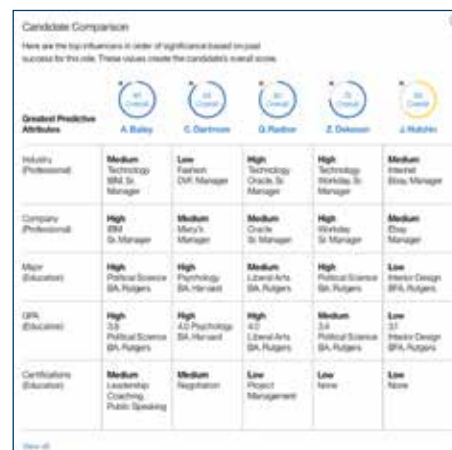 Candidate Comparison
Here are the top influencers in order of significance based on past
success for this role. These values create the candidate's overall score.
Overall
Overall
Overall
Overall
Overall
Greatest Predictive
Attributes
A. Bailey
C. Dartmore
Z. Dekesser
J. Hutchin
Industry
(Professional)
Medium
Technology
IBM, Sr.
Manager
Low
Fashion
DVF, Manager
High
Technology
Oracle, Sr.
Manager
High
Technology
Workday, Sr.
Manager
Medium
Internet
Ebay, Manager
Company
(Professional)
High
IBM
Sr. Manager
Medium
Macy's
Manager
Medium
Oracle
Sr. Manager
High
Workday
Sr. Manager
Medium
Ebay
Manager
Major
(Education)
High
Political Science
BA, Rutgers
High
Psychology
BA, Harvard
Medium
Liberal Arts
BA, Rutgers
High
Political Science
BA, Rutgers
Low
Interior Design
BFA, Rutgers
GPA
(Education)
High
3.8
Political Science
BA, Rutgers
High
4.0 Psychology
BA, Harvard
High
4.0
Liberal Arts
BA, Rutgers
Medium
3.4
Political Science
BA, Rutgers
Low
3.1
Interior Design
BFA, Rutgers
Certifications
(Education)
Medium
Leadership
Coaching,
Public Speaking
Medium
Negotiation
Low
Project
Management
Low
None
Low
None
View all